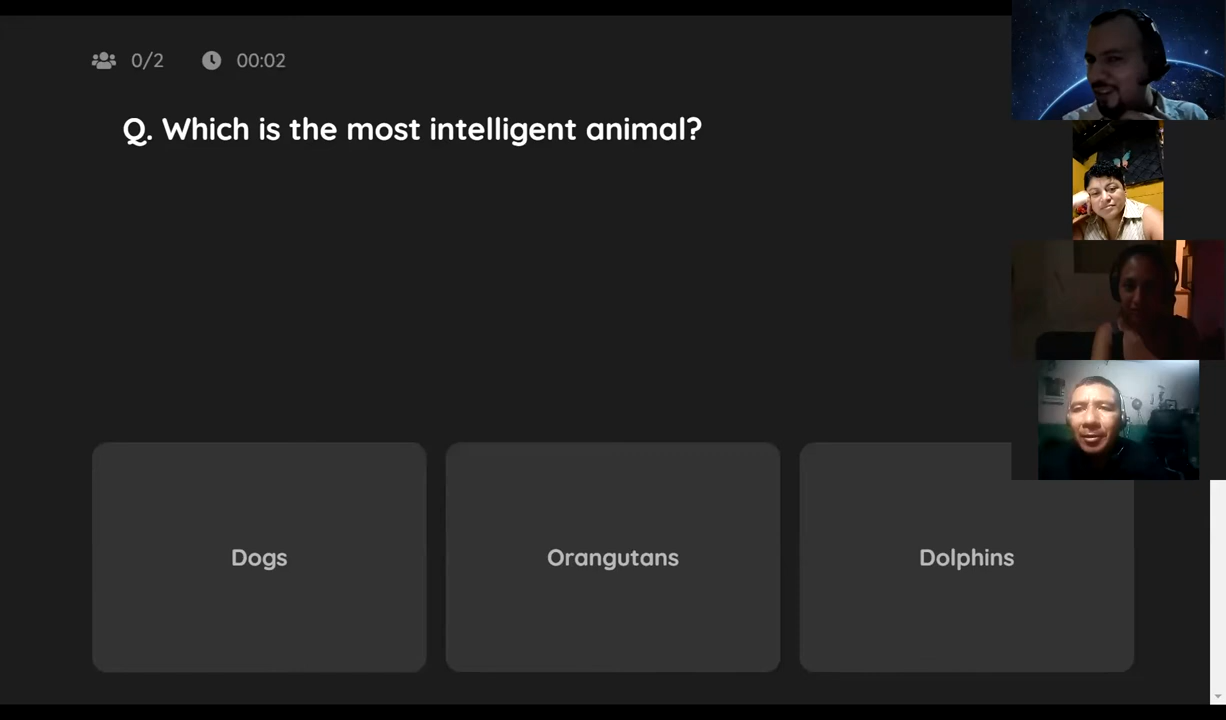 0/2 00:02
Q. Which is the most intelligent animal?
Dogs
Orangutans
Dolphins